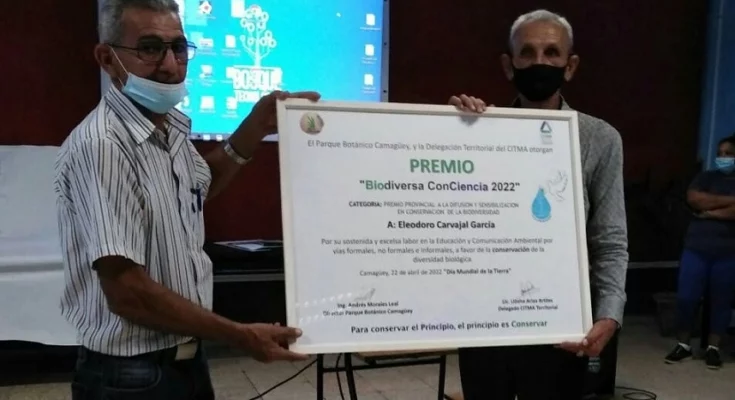 BOSQUE
El Parque Botánico Camagüey, y la Delegación Territorial del CITMA otorgan
PREMIO
"Biodiversa ConCiencia 2022"
CATEGORIA: PREMIO PROVINCIAL A LA DIFUSION Y SENSIBILIZACION
EN CONSERVACION DE LA BIODIVERSIDAD
A: Eleodoro Carvajal García
Por su sostenida y excelsa labor en la Educación y Comunicación Ambiental por
vías formales, no formales e informales, a favor de la conservación de la
diversidad biológica.
Camagüey, 22 de abril de 2022 "Día Mundial de la Tierra"
Ing. Andrés Morales Leal
Director Parque Botánico Camagüey
Lic. Arias
Delegado CITMA Territorial
Para conservar el Principio, el principio es Conservar